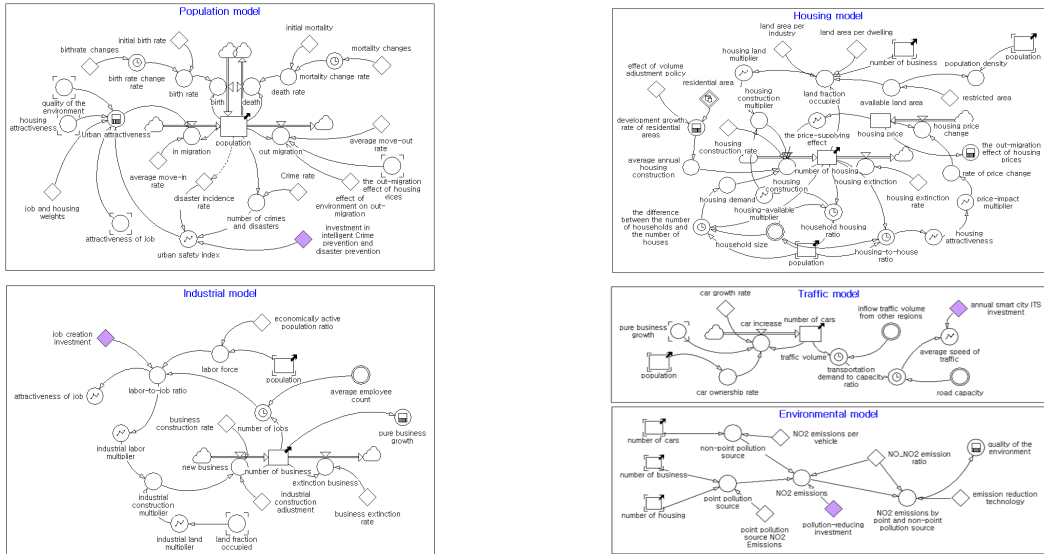 Population model
initial mortality
birthrate changes
initial birth rate
mortality changes
birth rate change
rate
birth rate
birth
death
death rate
mortality change rate
quality of the
environment
housing
attractiveness
Urban attractiveness
population
in migration
out migration
average move-out
rate
average move-in
rate
disaster incidence
rate
Crime rate
the out-migration
effect of housing
effect of
environment on out-
migration
job and housing
weights
attractiveness of job
number of crimes
and disasters
investment in
intelligent Crime
prevention and
disaster prevention
urban safety index
Housing model
land area per
industry
land area per dwelling
housing land
multiplier
number of business
population density
population
effect of volume
adjustment policy
residential area
housing
construction
multiplier
land fraction
occupied
available land area
restricted area
development growth
rate of residential
areas
the price-supplying
effect
housing price
housing price
change
housing
construction rate
the out-migration
effect of housing
prices
average annual
housing construction
number of housing
housing
construction
housing extinction
rate of price change
housing demand
housing-available multiplier
housing extinction
rate
price-impact
multiplier
the difference
between the number
of households and
the number of
houses
household housing
ratio
housing
attractiveness
household size
population
housing-to-house
ratio
Industrial model
job creation
investment
economically active
population ratio
labor force
population
attractiveness of job
labor-to-job ratio
average employee
count
business
construction rate
number of jobs
pure business
growth
industrial labor
multiplier
new business
number of business
extinction business
industrial
construction
multiplier
industrial
construction
adjustment
business extinction
rate
industrial land
multiplier
land fraction
occupied
Traffic model
car growth rate
inflow traffic volume
from other regions
annual smart city ITS
investment
pure business
growth
car increase
number of cars
traffic volume
average speed of
traffic
population
transportation
demand to capacity
ratio
car ownership rate
road capacity
Environmental model
number of cars
non-point pollution
source
NO2 emissions per
vehicle
quality of the
environment
number of business
NO_NO2 emission
ratio
number of housing
point pollution
source
NO2 emissions
emission reduction
technology
point pollution
source NO2
Emissions
pollution-reducing
investment
NO2 emissions by
point and non-point
pollution source